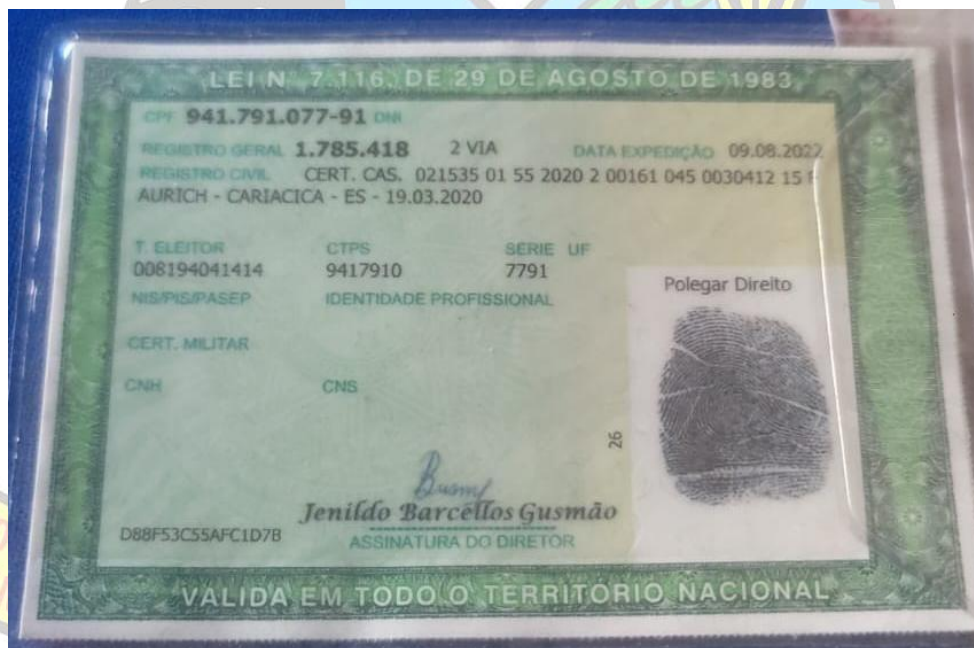 LEI Nº 7.116, DE 29 DE AGOSTO DE 1983
CPF 941.791.077-91 DNI
REGISTRO GERAL 1.785.418 2 VIA DATA EXPEDIÇÃO 09.08.2022
REGISTRO CIVIL CERT. CAS. 021535 01 55 2020 2 00161 045 0030412 15
AURICH - CARIACICA - ES - 19.03.2020
T. ELEITOR CTPS SERIE UF
008194041414 9417910 7791
NIS/PIS/PASEP IDENTIDADE PROFISSIONAL
Polegar Direito
CERT. MILITAR
CNH CNS
26
Jenildo Barcellos Gusmão
D88F53C55AFC1D7B ASSINATURA DO DIRETOR
VALIDA EM TODO O TERRITÓRIO NACIONAL